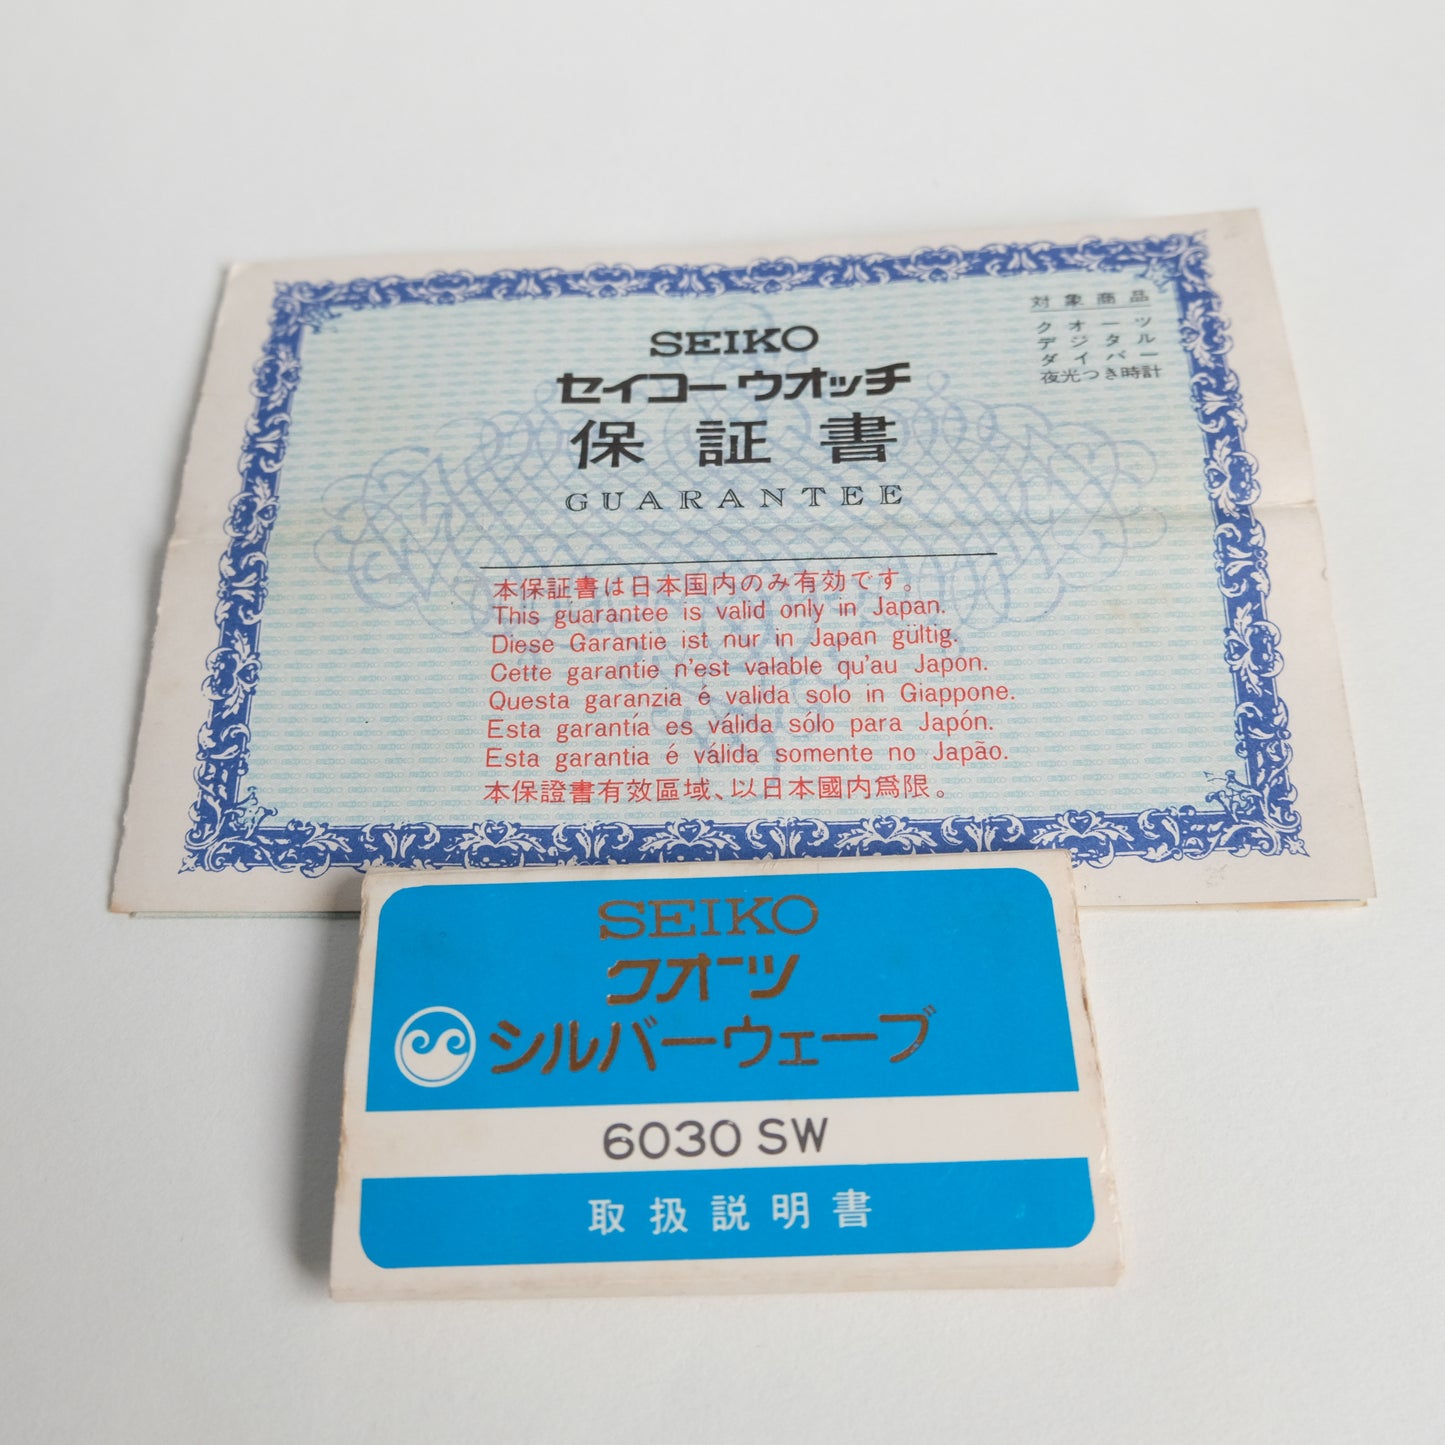 SEIKO
セイコーウオッチ
保証書
GUARANTEE
対象商品
クオーツ
デジタル
ダイバー
夜光つき時計
本保証書は日本国内のみ有効です。
This guarantee is valid only in Japan.
Diese Garantie ist nur in Japan gültig.
Cette garantie n'est valable qu'au Japon.
Questa garanzia é valida solo in Giappone.
Esta garantía es válida sólo para Japón.
Esta garantia é válida somente no Japão.
本保證書有效區域、以日本國内爲限。
SEIKO
クオーツ
シルバーウェーブ
6030 SW
取扱説明書